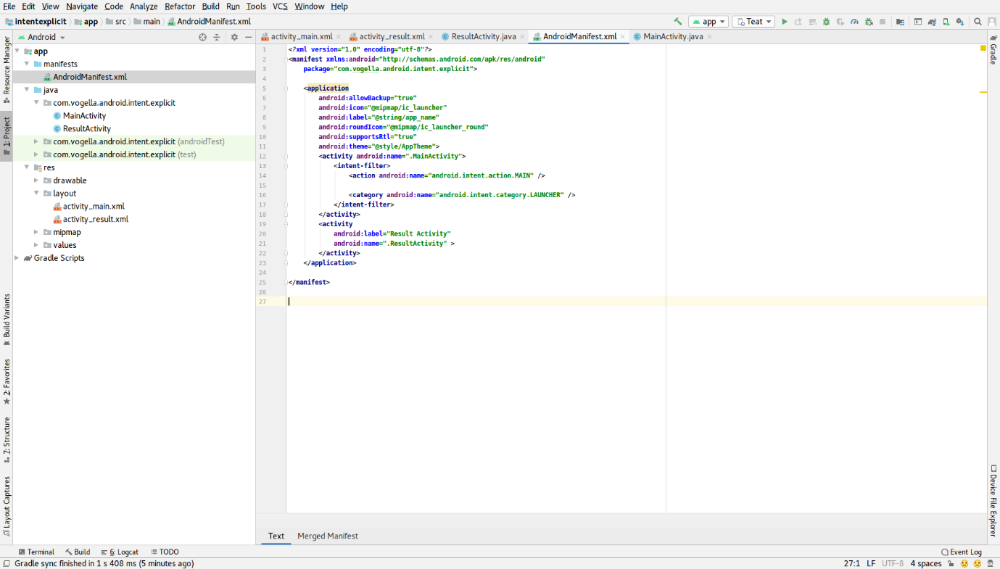 File Edit View Navigate Code Analyze Refactor Build Run Tools VCS Window Help
intentexplicit app src main AndroidManifest.xml app Teat
Resource Manager
1: Project
Build Variants
2: Favorites
7: Structure
Layout Captures
Android
app
manifests
AndroidManifest.xml
java
com.vogella.android.intent.explicit
MainActivity
ResultActivity
com.vogella.android.intent.explicit (androidTest)
com.vogella.android.intent.explicit (test)
res
drawable
layout
activity_main.xml
activity_result.xml
mipmap
values
Gradle Scripts
activity_main.xml activity_result.xml ResultActivity.java AndroidManifest.xml MainActivity.java
1 <?xml version="1.0" encoding="utf-8"?>
2 <manifest xmlns:android="http://schemas.android.com/apk/res/android"
3 package="com.vogella.android.intent.explicit">
4
5 <application
6 android:allowBackup="true"
7 android:icon="@mipmap/ic_launcher"
8 android:label="@string/app_name"
9 android:roundIcon="@mipmap/ic_launcher_round"
10 android:supportsRtl="true"
11 android:theme="@style/AppTheme">
12 <activity android:name=".MainActivity">
13 <intent-filter>
14 <action android:name="android.intent.action.MAIN" />
15
16 <category android:name="android.intent.category.LAUNCHER" />
17 </intent-filter>
18 </activity>
19 <activity
20 android:label="Result Activity"
21 android:name=".ResultActivity" >
22 </activity>
23 </application>
24
25 </manifest>
26
27
Text Merged Manifest
Gradle
Device File Explorer
Terminal Build 6: Logcat TODO Event Log
Gradle sync finished in 1 s 408 ms (5 minutes ago) 27:1 LF UTF-8 4 spaces